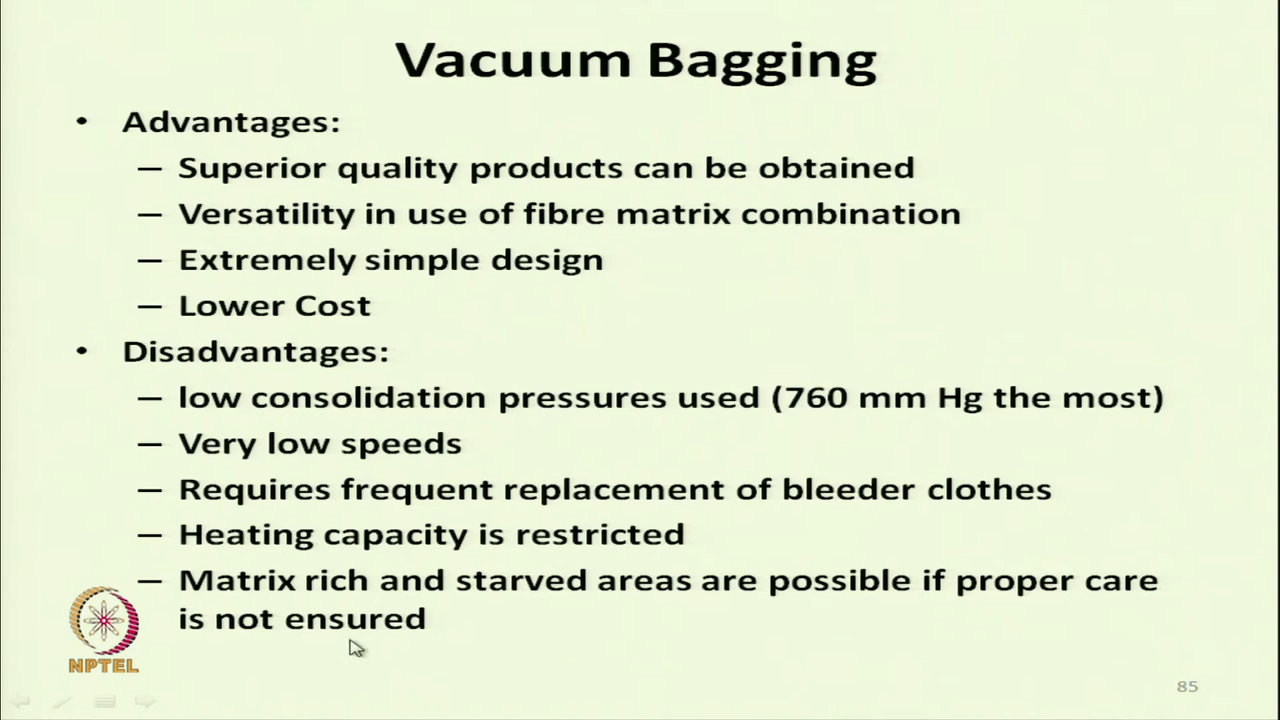 Vacuum Bagging
• Advantages:
– Superior quality products can be obtained
– Versatility in use of fibre matrix combination
– Extremely simple design
– Lower Cost
• Disadvantages:
– low consolidation pressures used (760 mm Hg the most)
– Very low speeds
– Requires frequent replacement of bleeder clothes
– Heating capacity is restricted
– Matrix rich and starved areas are possible if proper care
is not ensured
NPTEL
85